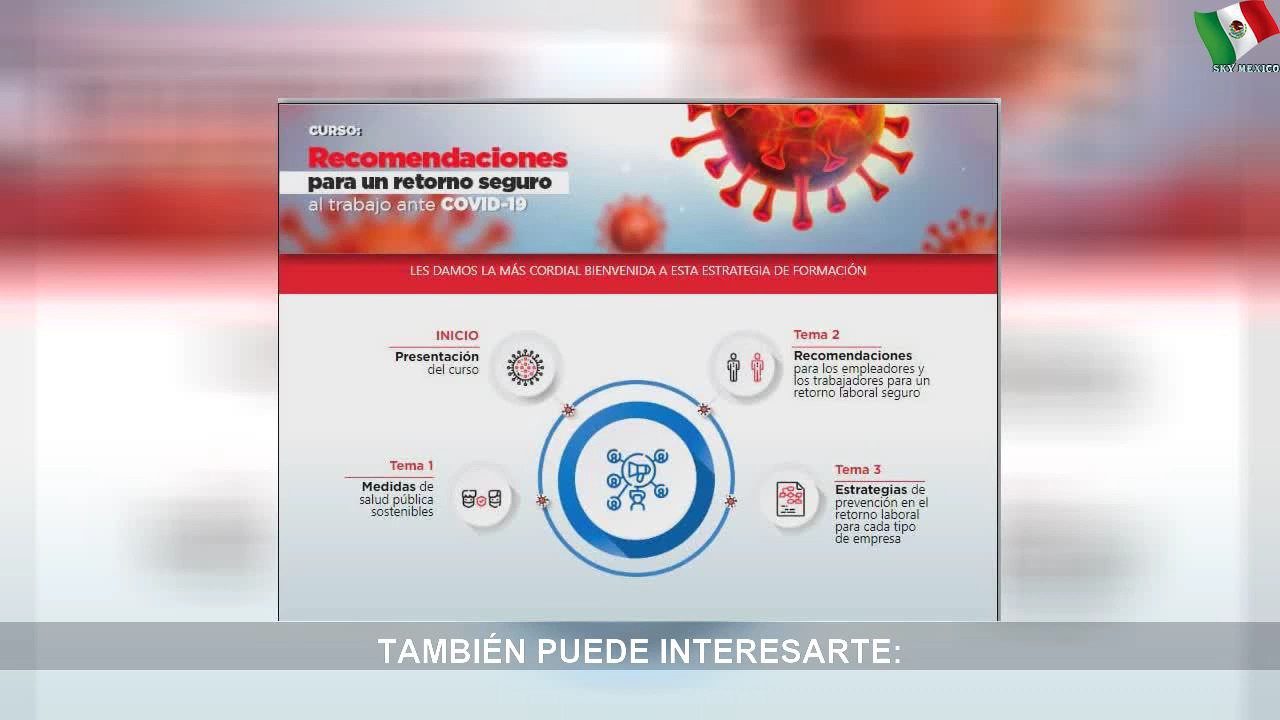 SKY MEXICO
CURSO:
Recomendaciones
para un retorno seguro
al trabajo ante COVID-19
LES DAMOS LA MÁS CORDIAL BIENVENIDA A ESTA ESTRATEGIA DE FORMACIÓN
INICIO
Presentación
del curso
Tema 1
Medidas de
salud pública
sostenibles
Tema 2
Recomendaciones
para los empleadores y
los trabajadores para un
retorno laboral seguro
Tema 3
Estrategias de
prevención en el
retorno laboral
para cada tipo
de empresa
TAMBIÉN PUEDE INTERESARTE: